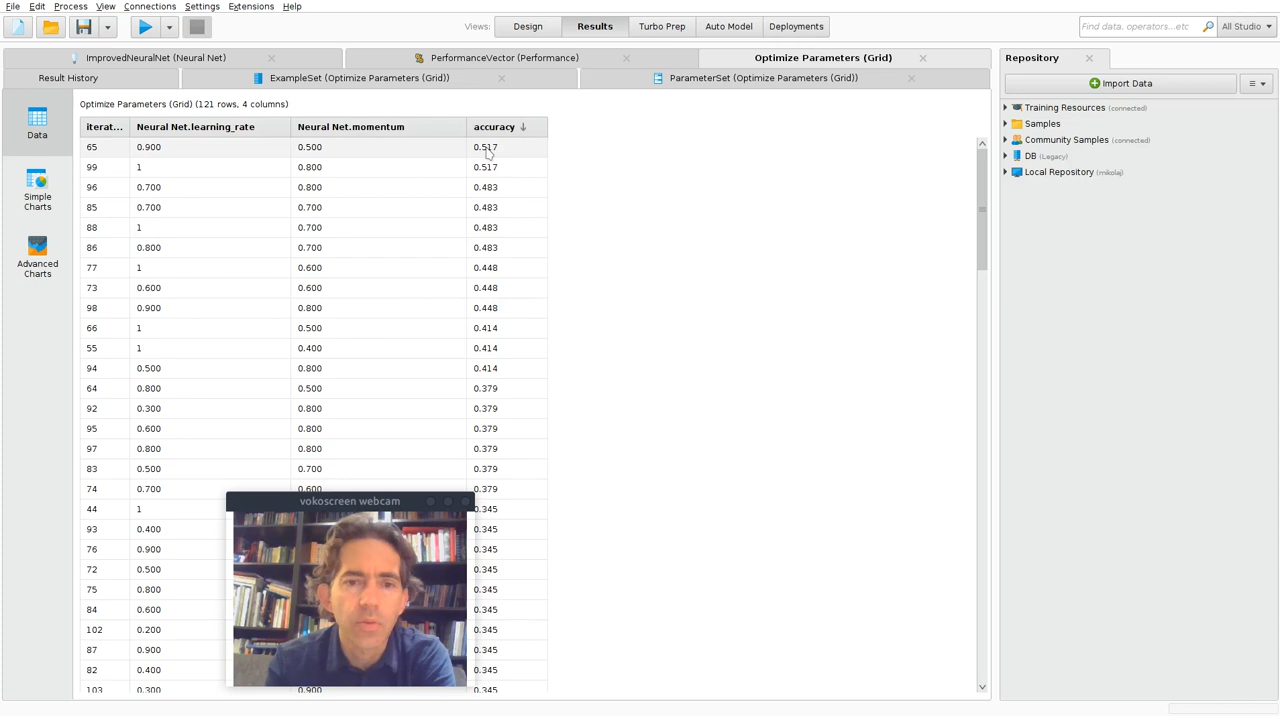 File Edit Process View Connections Settings Extensions Help
Views: Design Results Turbo Prep Auto Model Deployments Find data, operators...etc All Studio
ImprovedNeuralNet (Neural Net) PerformanceVector (Performance) Optimize Parameters (Grid) Repository
Result History ExampleSet (Optimize Parameters (Grid)) ParameterSet (Optimize Parameters (Grid))
Import Data
Data
Simple
Charts
Advanced
Charts
Optimize Parameters (Grid) (121 rows, 4 columns)
iterat... Neural Net.learning_rate Neural Net.momentum accuracy ↓
65 0.900 0.500 0.517
99 1 0.800 0.517
96 0.700 0.800 0.483
85 0.700 0.700 0.483
88 1 0.700 0.483
86 0.800 0.700 0.483
77 1 0.600 0.448
73 0.600 0.600 0.448
98 0.900 0.800 0.448
66 1 0.500 0.414
55 1 0.400 0.414
94 0.500 0.800 0.414
64 0.800 0.500 0.379
92 0.300 0.800 0.379
95 0.600 0.800 0.379
97 0.800 0.800 0.379
83 0.500 0.700 0.379
74 0.700 0.600 0.379
44 1 0.345
93 0.400 0.345
76 0.900 0.345
72 0.500 0.345
75 0.800 0.345
84 0.600 0.345
102 0.200 0.345
87 0.900 0.345
82 0.400 0.345
103 0.300 0.900 0.345
vokoscreen webcam
Training Resources (connected)
Samples
Community Samples (connected)
DB (Legacy)
Local Repository (mikolaj)